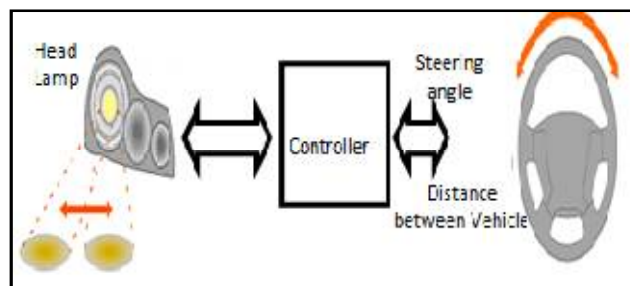 Head
Lamp
Controller
Steering
angle
Distance
between Vehicle